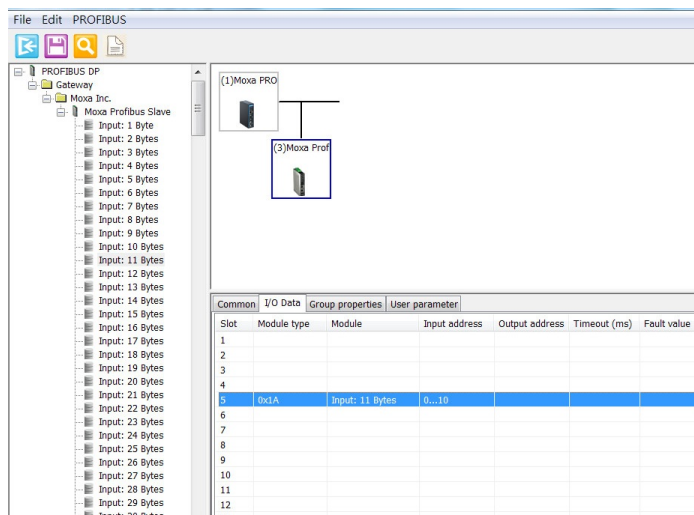 File Edit PROFIBUS
PROFIBUS DP
Gateway
Moxa Inc.
Moxa Profibus Slave
Input: 1 Byte
Input: 2 Bytes
Input: 3 Bytes
Input: 4 Bytes
Input: 5 Bytes
Input: 6 Bytes
Input: 7 Bytes
Input: 8 Bytes
Input: 9 Bytes
Input: 10 Bytes
Input: 11 Bytes
Input: 12 Bytes
Input: 13 Bytes
Input: 14 Bytes
Input: 15 Bytes
Input: 16 Bytes
Input: 17 Bytes
Input: 18 Bytes
Input: 19 Bytes
Input: 20 Bytes
Input: 21 Bytes
Input: 22 Bytes
Input: 23 Bytes
Input: 24 Bytes
Input: 25 Bytes
Input: 26 Bytes
Input: 27 Bytes
Input: 28 Bytes
Input: 29 Bytes
(1)Moxa PRO
(3)Moxa Prof
Common I/O Data Group properties User parameter
Slot Module type Module Input address Output address Timeout (ms) Fault value
1
2
3
4
5 0x1A Input: 11 Bytes 0...10
6
7
8
9
10
11
12